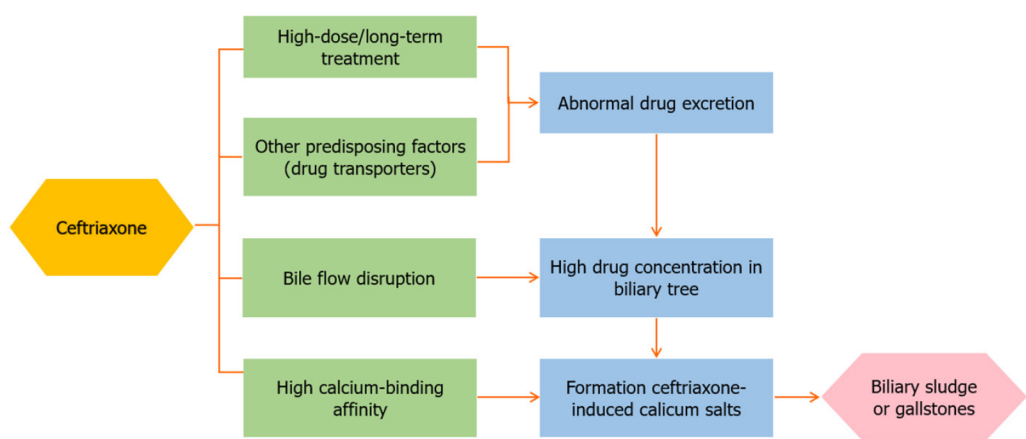 Ceftriaxone
High-dose/long-term
treatment
Other predisposing factors
(drug transporters)
Bile flow disruption
High calcium-binding
affinity
Abnormal drug excretion
High drug concentration in
biliary tree
Formation ceftriaxone-
induced calicum salts
Biliary sludge
or gallstones